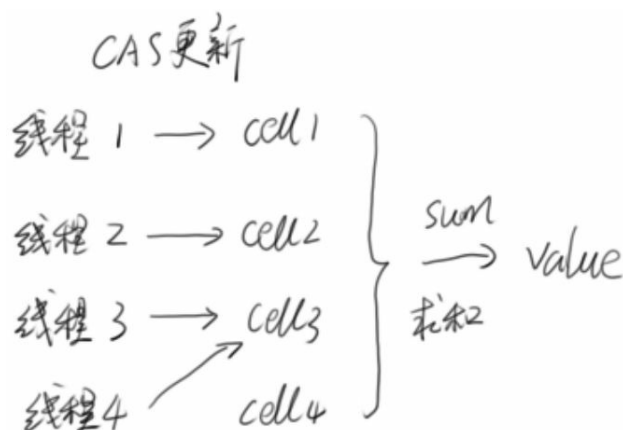 CAS更新
线程 1 → cell1
线程 2 → cell2
sum
value
线程 3 → cell3
求和
线程4 cell4